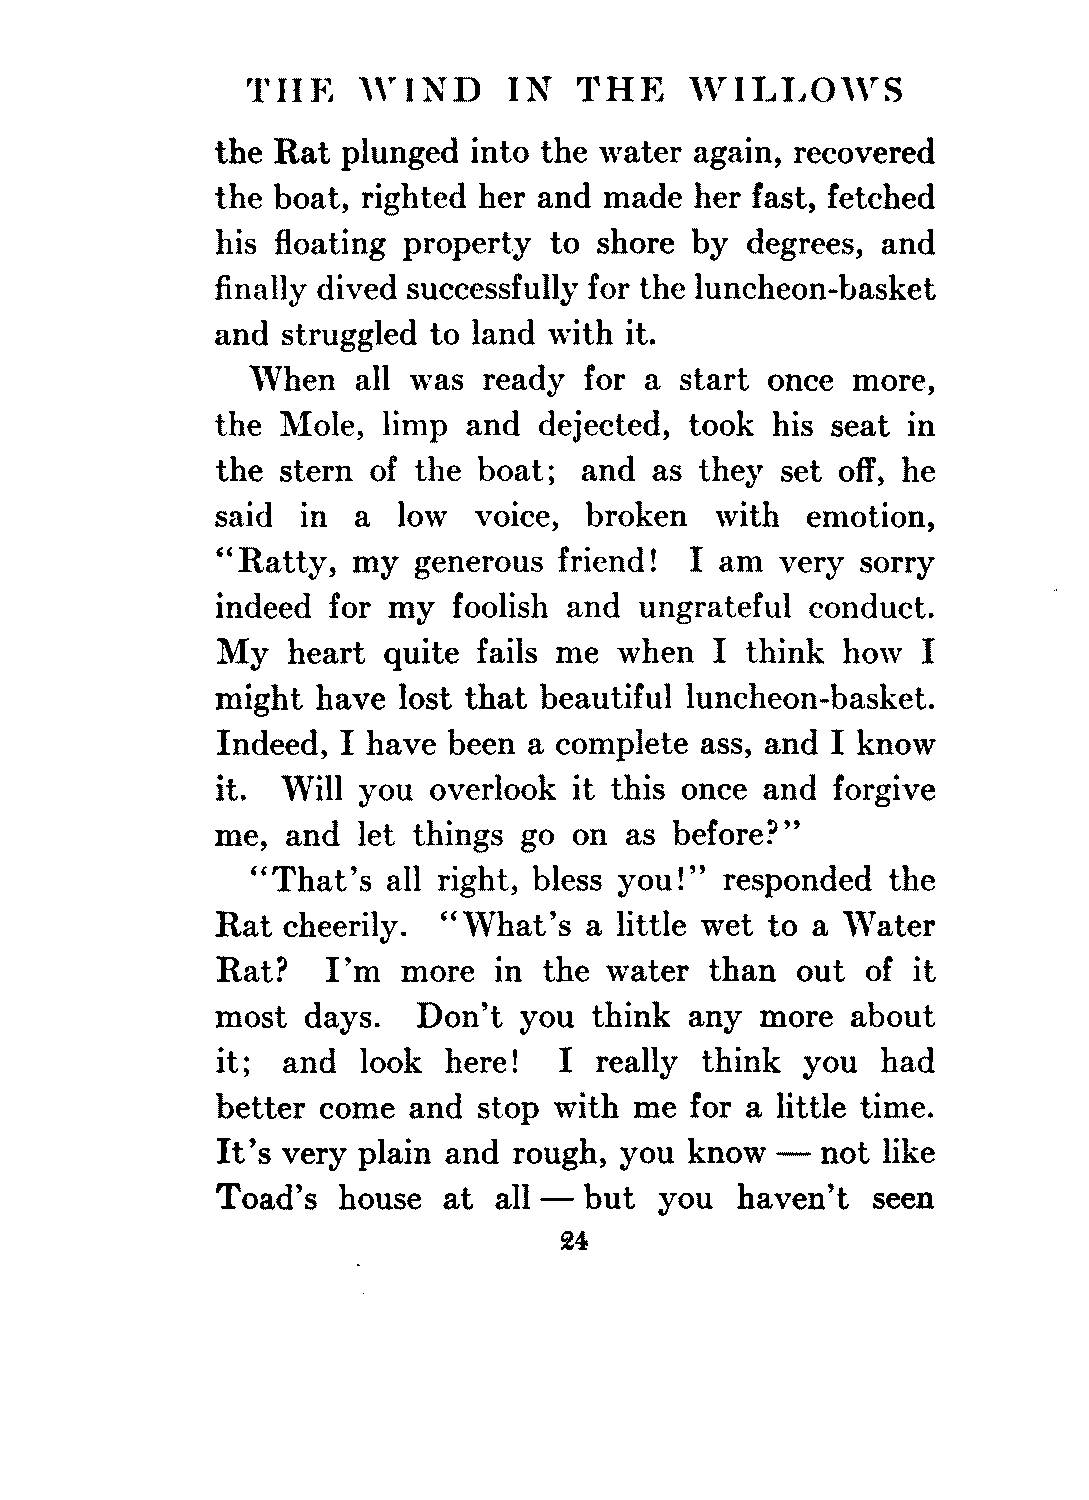 THE WIND IN THE WILLOWS
the Rat plunged into the water again, recovered
the boat, righted her and made her fast, fetched
his floating property to shore by degrees, and
finally dived successfully for the luncheon-basket
and struggled to land with it.
When all was ready for a start once more,
the Mole, limp and dejected, took his seat in
the stern of the boat; and as they set off, he
said in a low voice, broken with emotion,
“Ratty, my generous friend! I am very sorry
indeed for my foolish and ungrateful conduct.
My heart quite fails me when I think how I
might have lost that beautiful luncheon-basket.
Indeed, I have been a complete ass, and I know
it. Will you overlook it this once and forgive
me, and let things go on as before?”
“That’s all right, bless you!” responded the
Rat cheerily. “What’s a little wet to a Water
Rat? I’m more in the water than out of it
most days. Don’t you think any more about
it; and look here! I really think you had
better come and stop with me for a little time.
It’s very plain and rough, you know — not like
Toad’s house at all — but you haven’t seen
24